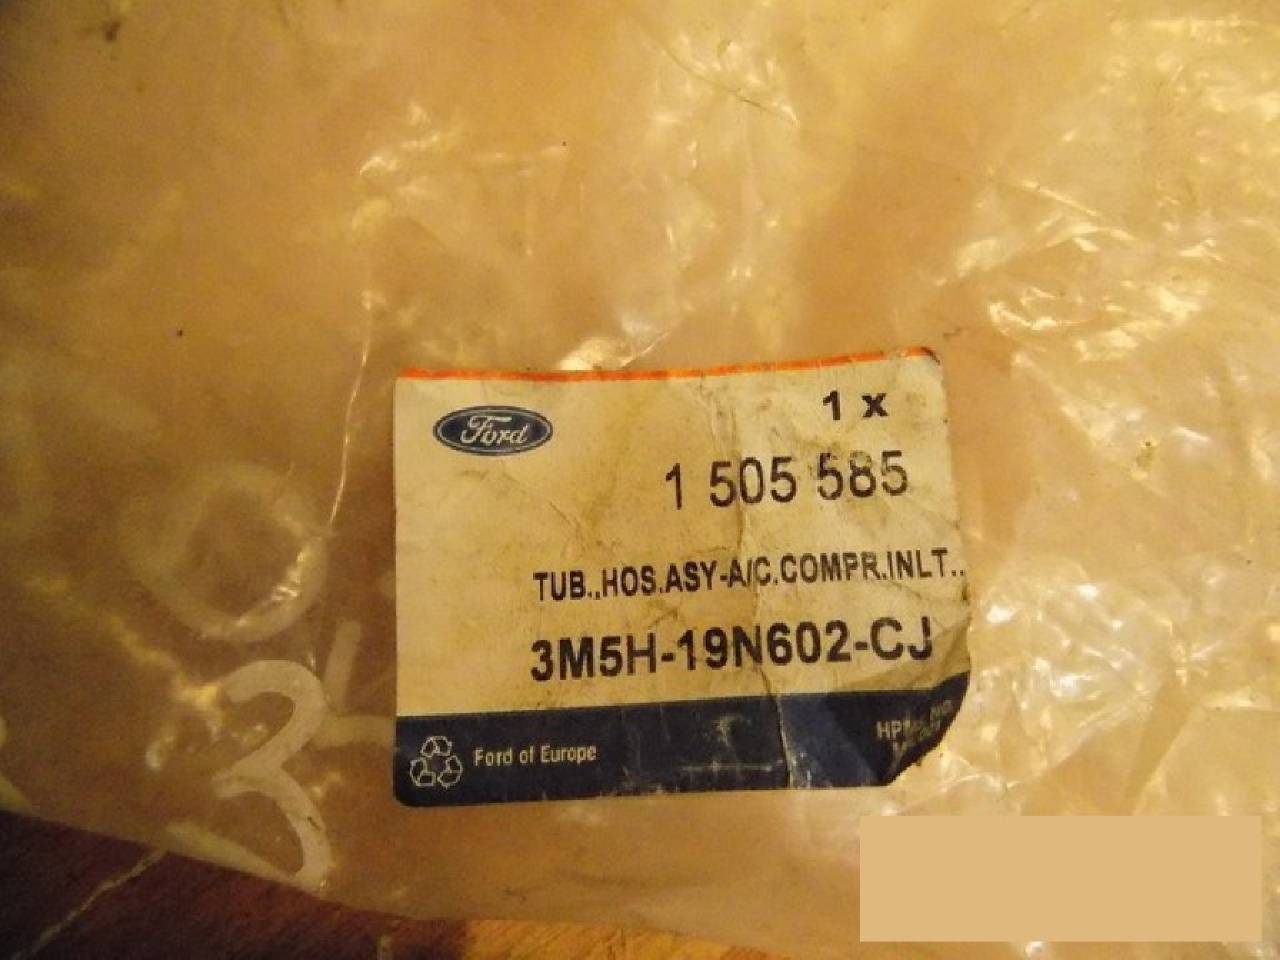 Ford
1 x
1 505 585
TUB.,HOS.ASY-A/C.COMPR.INLT..
3M5H-19N602-CJ
Ford of Europe